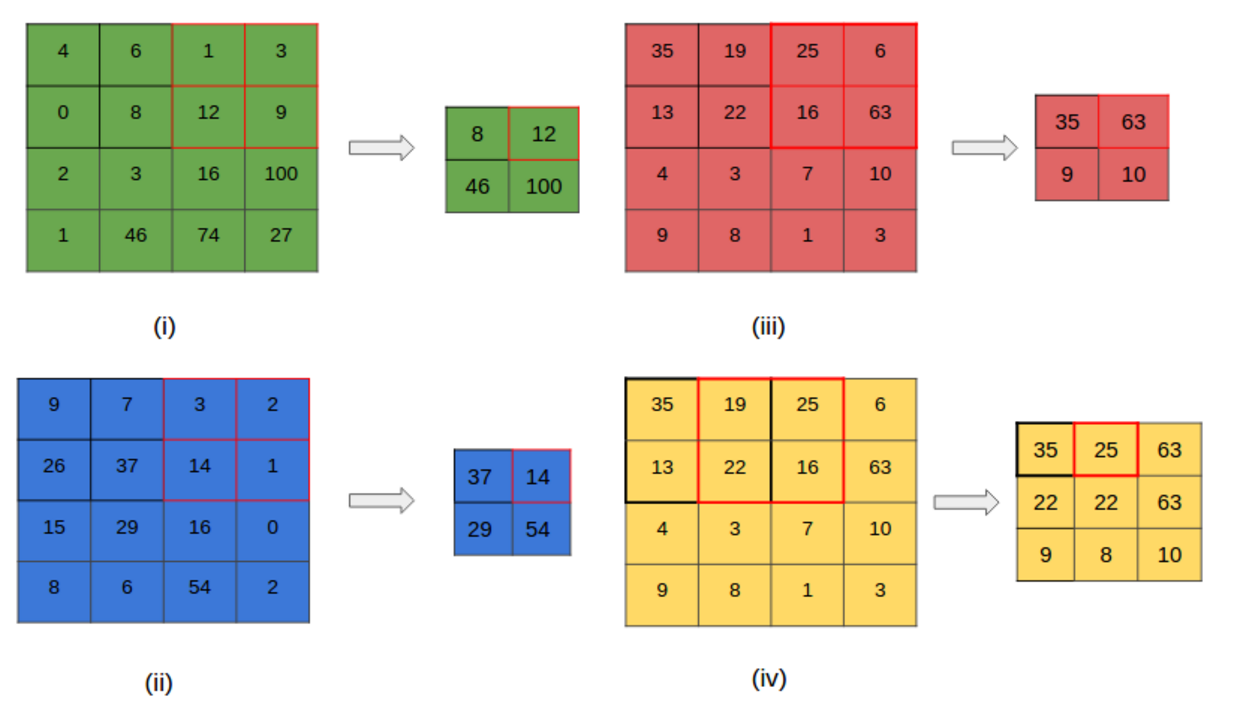 4 6 1 3
0 8 12 9
2 3 16 100
1 46 74 27
8 12
46 100
(i)
35 19 25 6
13 22 16 63
4 3 7 10
9 8 1 3
35 63
9 10
(iii)
9 7 3 2
26 37 14 1
15 29 16 0
8 6 54 2
37 14
29 54
(ii)
35 19 25 6
13 22 16 63
4 3 7 10
9 8 1 3
35 25 63
22 22 63
9 8 10
(iv)